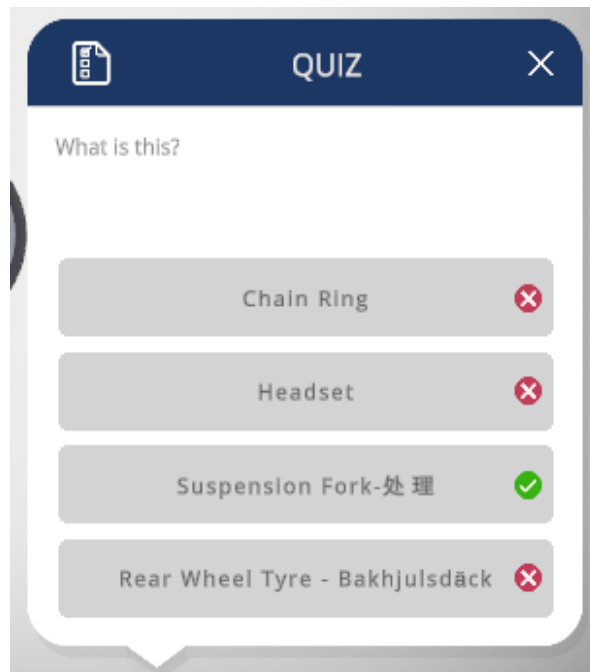 QUIZ
What is this?
Chain Ring
Headset
Suspension Fork-处 理
Rear Wheel Tyre - Bakhjulsdäck